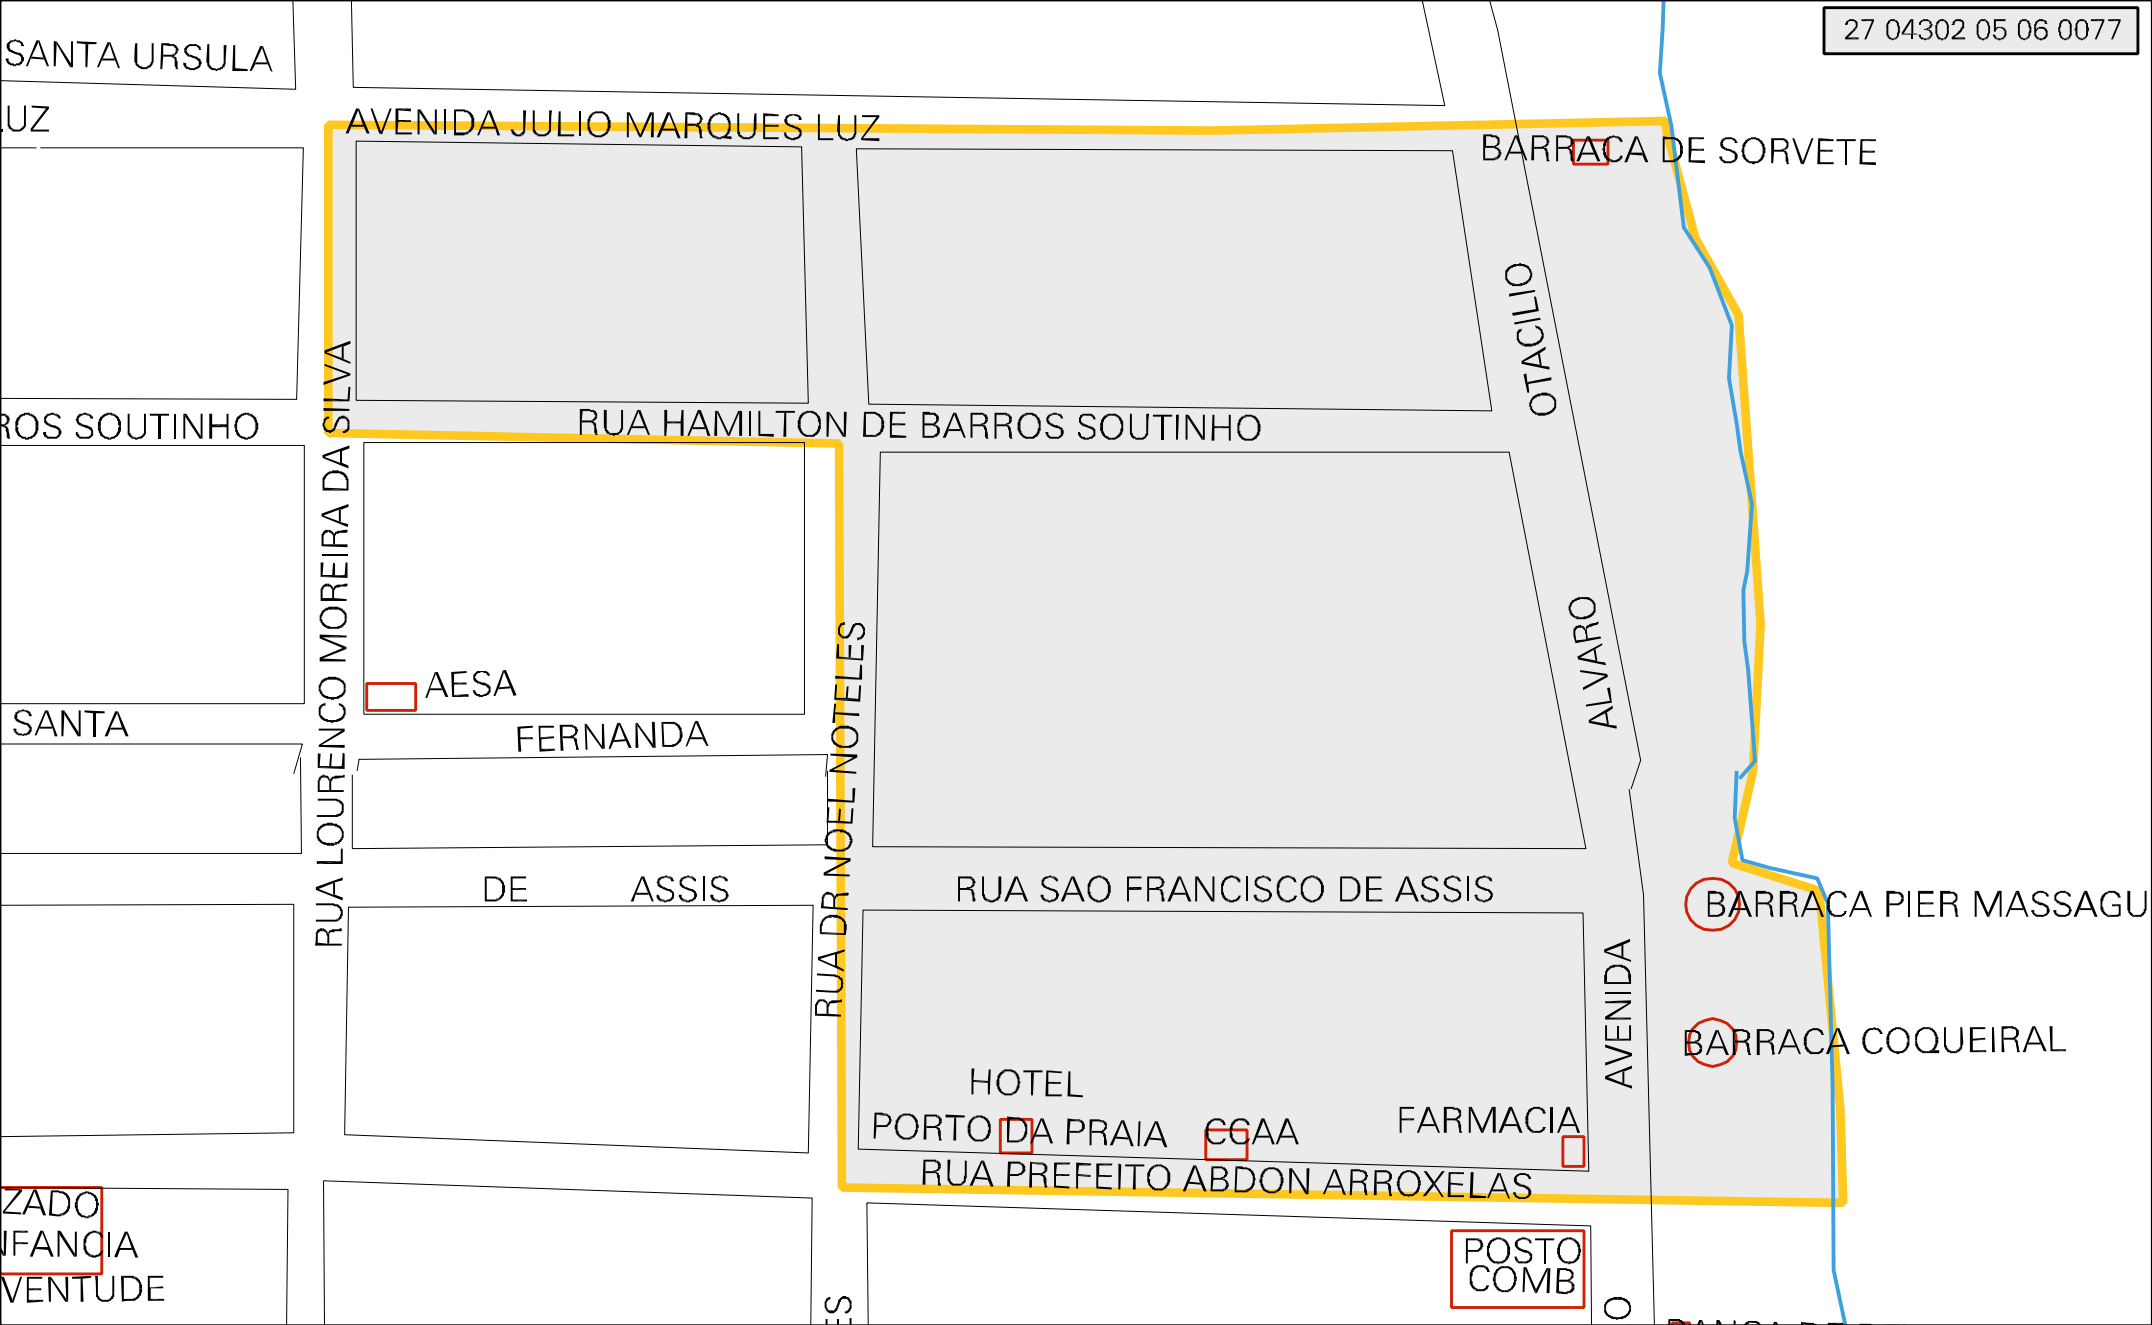 27 04302 05 06 0077
SANTA URSULA
LUZ
AVENIDA JULIO MARQUES LUZ
BARRACA DE SORVETE
OTACILIO
RUA LOURENCO MOREIRA DA SILVA
ROS SOUTINHO
RUA HAMILTON DE BARROS SOUTINHO
ALVARO
RUA DR NOEL NOTELES
AESA
SANTA
FERNANDA
DE ASSIS
RUA SAO FRANCISCO DE ASSIS
BARRACA PIER MASSAGU
AVENIDA
BARRACA COQUEIRAL
HOTEL
PORTO DA PRAIA
CCAA
FARMACIA
RUA PREFEITO ABDON ARROXELAS
ZADO
NFANCIA
VENTUDE
POSTO
COMB
ES
O